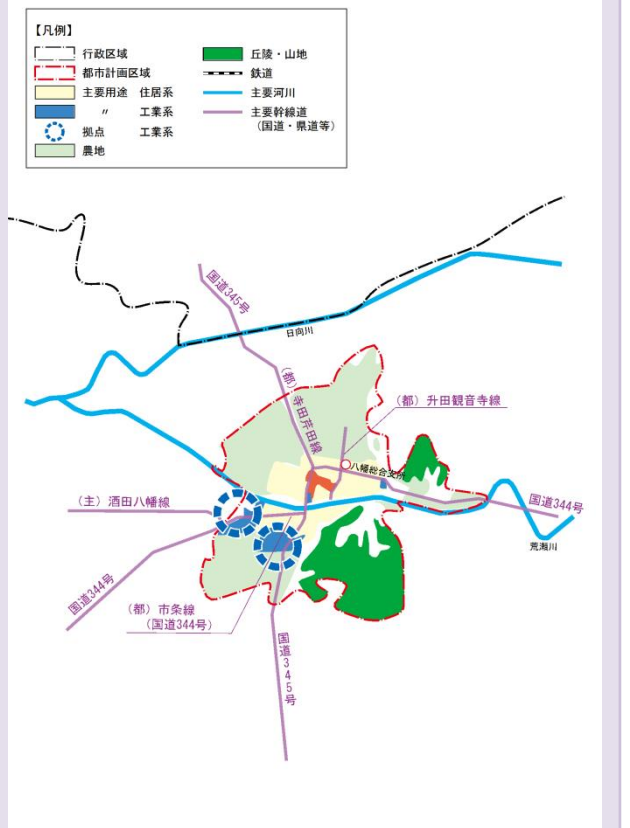 【凡例】
行政区域
都市計画区域
主要用途 住居系
〃 工業系
拠点 工業系
農地
丘陵・山地
鉄道
主要河川
主要幹線道
(国道・県道等)
国道345号
日向川
(都) 寺田芹田線
(都) 升田観音寺線
八幡総合支所
(主) 酒田八幡線
国道344号
荒瀬川
国道344号
(都) 市条線
(国道344号)
国道345号